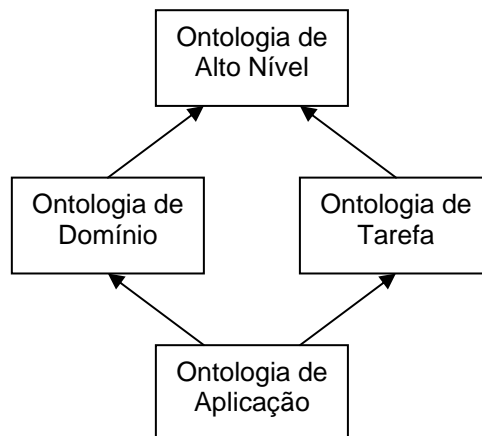 Ontologia de
Alto Nível
Ontologia de
Domínio
Ontologia de
Tarefa
Ontologia de
Aplicação